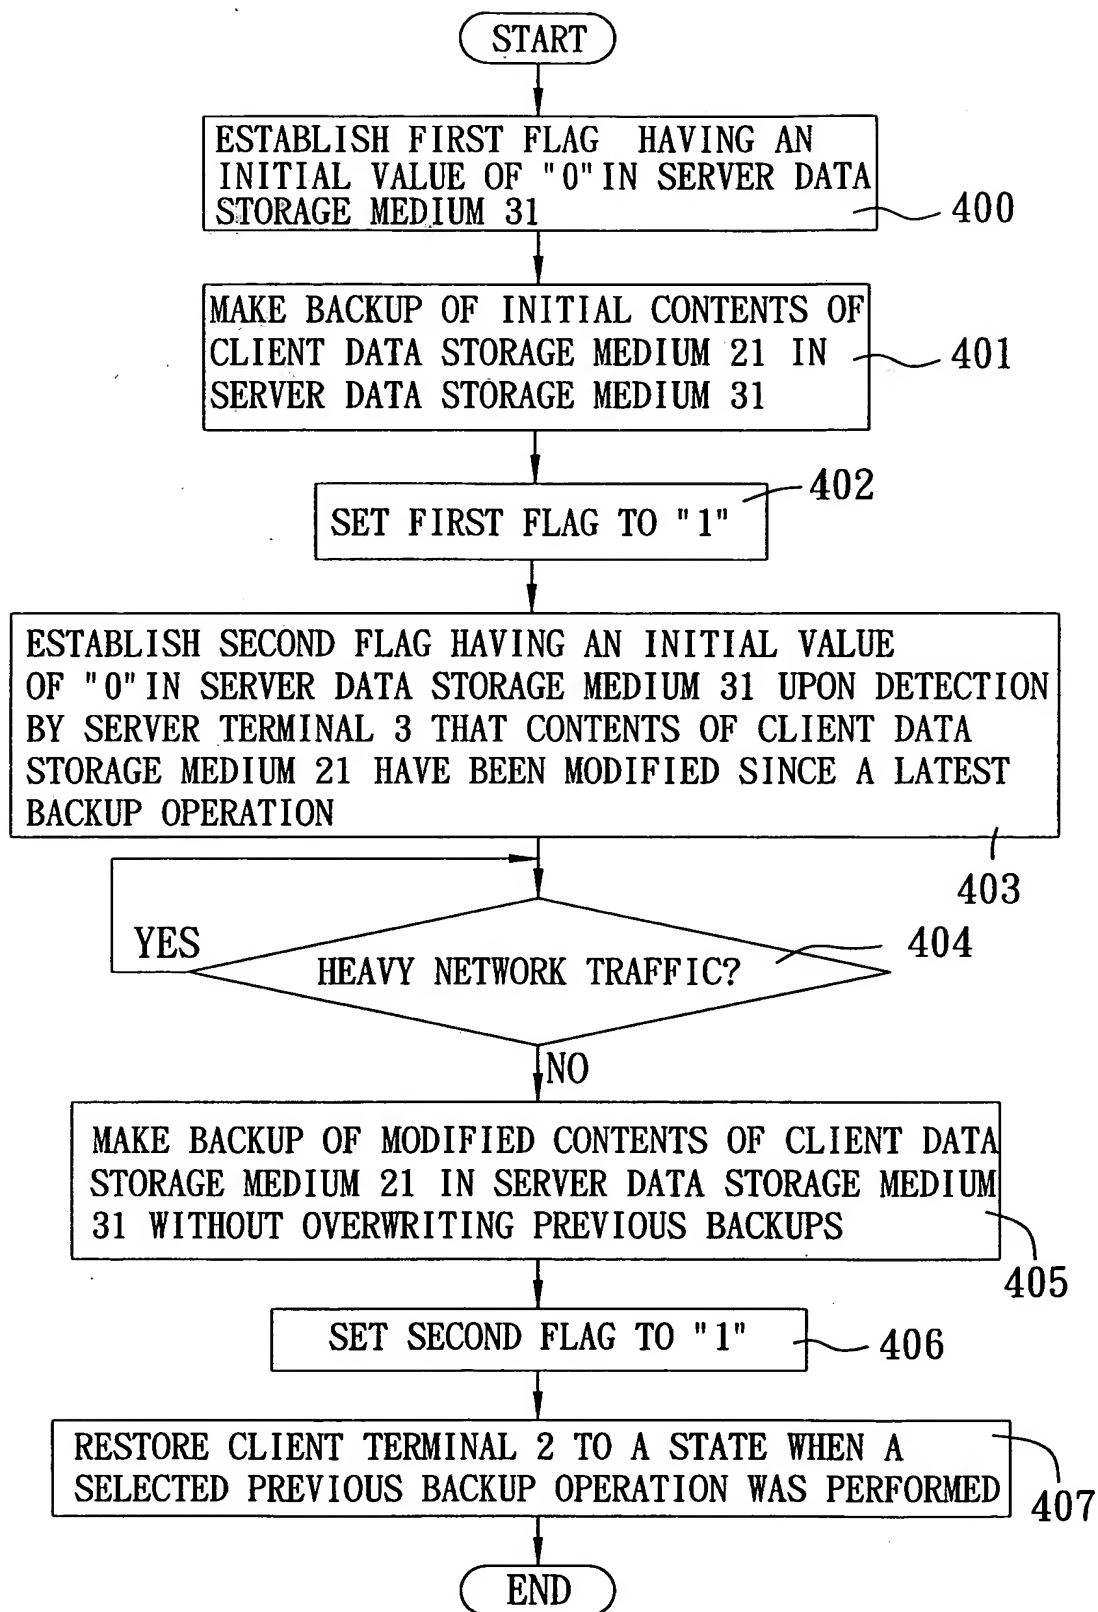 START
ESTABLISH FIRST FLAG HAVING AN
INITIAL VALUE OF "0" IN SERVER DATA
STORAGE MEDIUM 31
400
MAKE BACKUP OF INITIAL CONTENTS OF
CLIENT DATA STORAGE MEDIUM 21 IN
SERVER DATA STORAGE MEDIUM 31
401
402
SET FIRST FLAG TO "1"
ESTABLISH SECOND FLAG HAVING AN INITIAL VALUE
OF "0" IN SERVER DATA STORAGE MEDIUM 31 UPON DETECTION
BY SERVER TERMINAL 3 THAT CONTENTS OF CLIENT DATA
STORAGE MEDIUM 21 HAVE BEEN MODIFIED SINCE A LATEST
BACKUP OPERATION
403
YES
HEAVY NETWORK TRAFFIC?
404
NO
MAKE BACKUP OF MODIFIED CONTENTS OF CLIENT DATA
STORAGE MEDIUM 21 IN SERVER DATA STORAGE MEDIUM
31 WITHOUT OVERWRITING PREVIOUS BACKUPS
405
SET SECOND FLAG TO "1"
406
RESTORE CLIENT TERMINAL 2 TO A STATE WHEN A
SELECTED PREVIOUS BACKUP OPERATION WAS PERFORMED
407
END